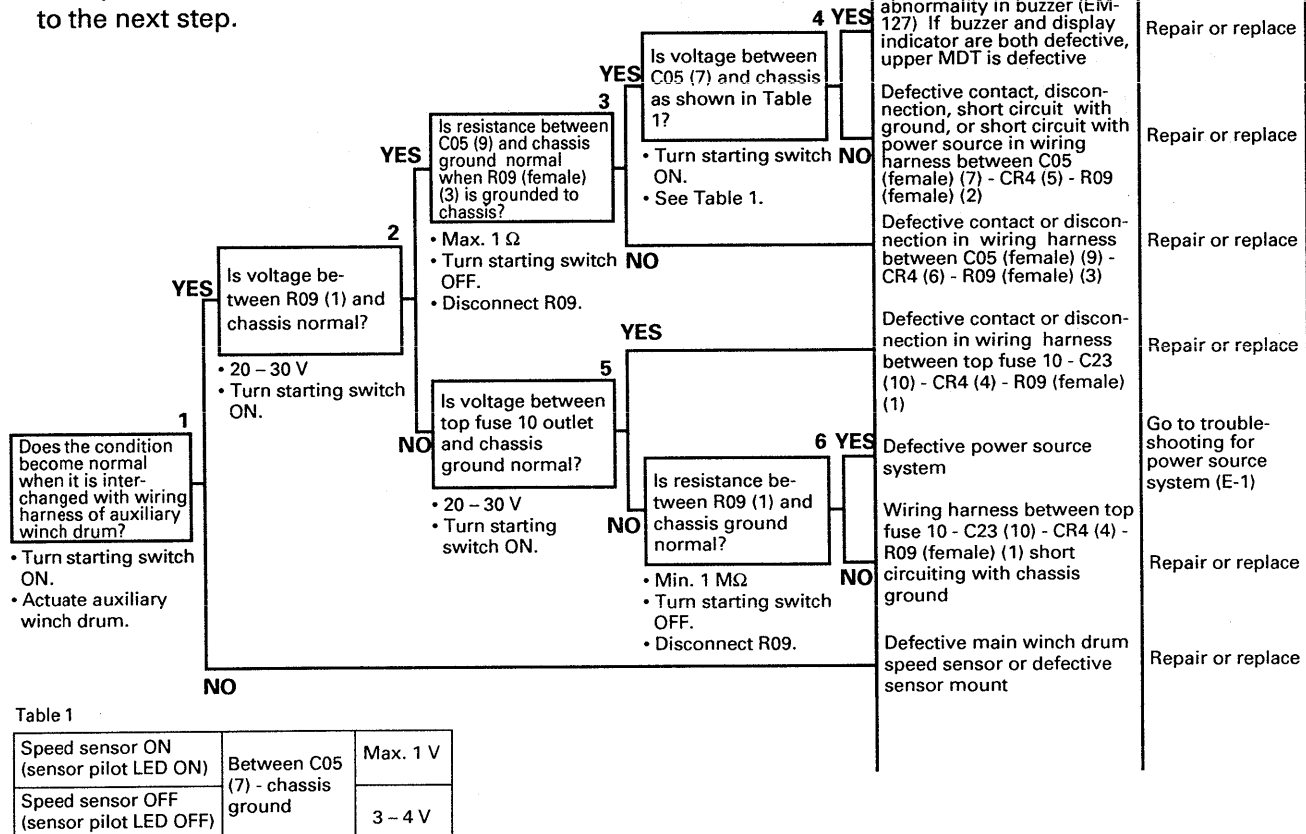 to the next step.
4 YES
Is voltage between
C05 (7) and chassis
as shown in Table
1?
• Turn starting switch
ON.
• See Table 1.
NO
abnormality in buzzer (EM-
127) If buzzer and display
indicator are both defective,
upper MDT is defective
Repair or replace
Defective contact, discon-
nection, short circuit with
ground, or short circuit with
power source in wiring
harness between C05
(female) (7) - CR4 (5) - R09
(female) (2)
Repair or replace
YES
3
Is resistance between
C05 (9) and chassis
ground normal
when R09 (female)
(3) is grounded to
chassis?
• Max. 1 Ω
• Turn starting switch
OFF.
• Disconnect R09.
NO
Defective contact or discon-
nection in wiring harness
between C05 (female) (9) -
CR4 (6) - R09 (female) (3)
Repair or replace
YES
2
Is voltage be-
tween R09 (1) and
chassis normal?
• 20 – 30 V
• Turn starting switch
ON.
YES
Defective contact or discon-
nection in wiring harness
between top fuse 10 - C23
(10) - CR4 (4) - R09 (female)
(1)
Repair or replace
NO
5
Is voltage between
top fuse 10 outlet
and chassis
ground normal?
• 20 – 30 V
• Turn starting
switch ON.
NO
6 YES
Is resistance be-
tween R09 (1) and
chassis ground
normal?
• Min. 1 MΩ
• Turn starting switch
OFF.
• Disconnect R09.
NO
Defective power source
system
Go to trouble-
shooting for
power source
system (E-1)
Wiring harness between top
fuse 10 - C23 (10) - CR4 (4) -
R09 (female) (1) short
circuiting with chassis
ground
Repair or replace
YES
1
Does the condition
become normal
when it is inter-
changed with wiring
harness of auxiliary
winch drum?
• Turn starting switch
ON.
• Actuate auxiliary
winch drum.
NO
Defective main winch drum
speed sensor or defective
sensor mount
Repair or replace
Table 1
Speed sensor ON
(sensor pilot LED ON)
Between C05
(7) - chassis
ground
Max. 1 V
Speed sensor OFF
(sensor pilot LED OFF)
3 – 4 V